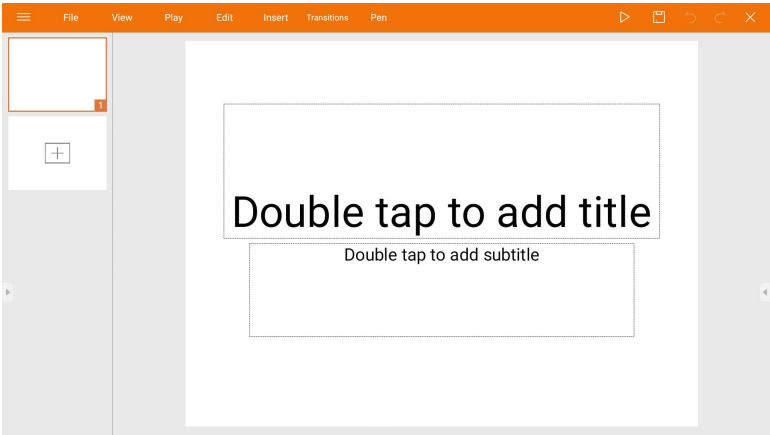 File View Play Edit Insert Transitions Pen
1
Double tap to add title
Double tap to add subtitle